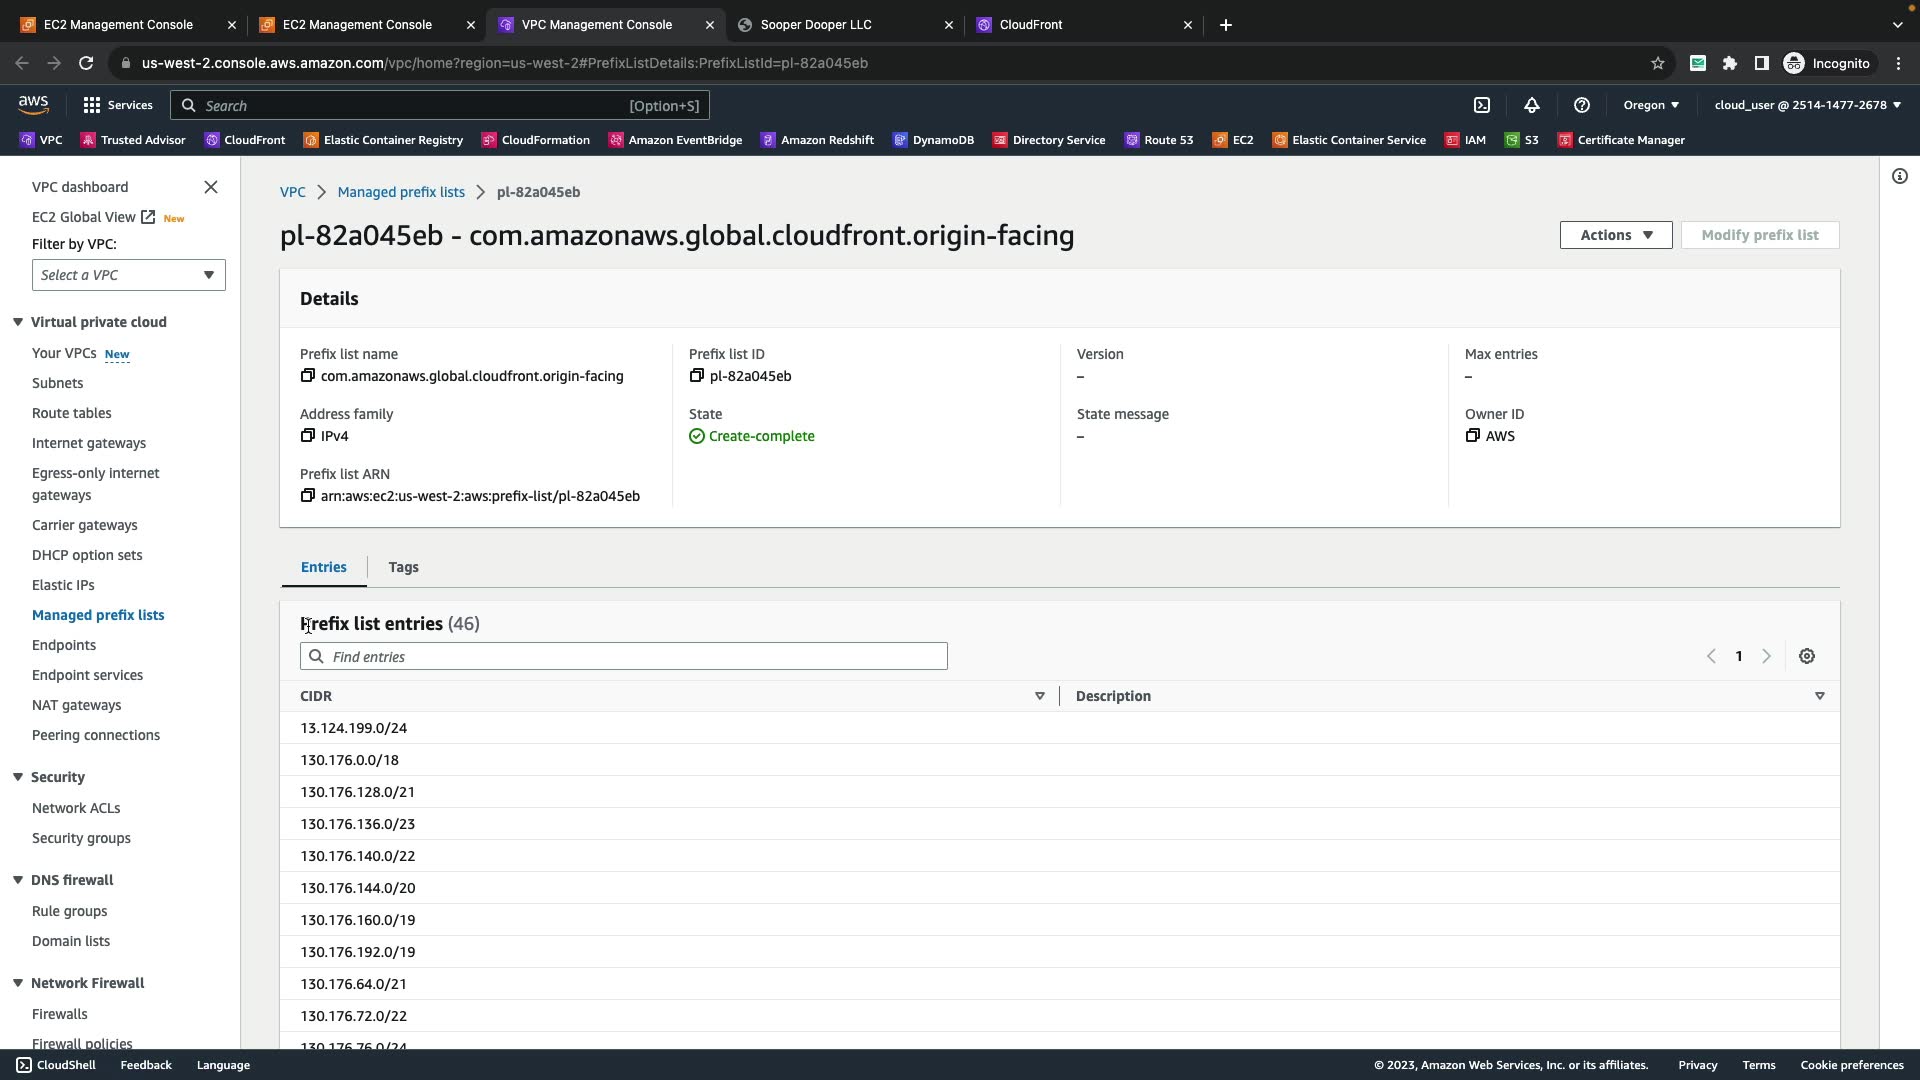 EC2 Management Console
EC2 Management Console
VPC Management Console
Sooper Dooper LLC
CloudFront
us-west-2.console.aws.amazon.com/vpc/home?region=us-west-2#PrefixListDetails:PrefixListId=pl-82a045eb
Incognito
aws
Services
Search
[Option+S]
Oregon
cloud_user @ 2514-1477-2678
VPC
Trusted Advisor
CloudFront
Elastic Container Registry
CloudFormation
Amazon EventBridge
Amazon Redshift
DynamoDB
Directory Service
Route 53
EC2
Elastic Container Service
IAM
S3
Certificate Manager
VPC dashboard
EC2 Global View New
Filter by VPC:
Select a VPC
Virtual private cloud
Your VPCs New
Subnets
Route tables
Internet gateways
Egress-only internet
gateways
Carrier gateways
DHCP option sets
Elastic IPs
Managed prefix lists
Endpoints
Endpoint services
NAT gateways
Peering connections
Security
Network ACLs
Security groups
DNS firewall
Rule groups
Domain lists
Network Firewall
Firewalls
Firewall policies
VPC > Managed prefix lists > pl-82a045eb
pl-82a045eb - com.amazonaws.global.cloudfront.origin-facing
Actions
Modify prefix list
Details
Prefix list name
com.amazonaws.global.cloudfront.origin-facing
Prefix list ID
pl-82a045eb
Version
–
Max entries
–
Address family
IPv4
State
Create-complete
State message
–
Owner ID
AWS
Prefix list ARN
arn:aws:ec2:us-west-2:aws:prefix-list/pl-82a045eb
Entries
Tags
Prefix list entries (46)
Find entries
1
CIDR
Description
13.124.199.0/24
130.176.0.0/18
130.176.128.0/21
130.176.136.0/23
130.176.140.0/22
130.176.144.0/20
130.176.160.0/19
130.176.192.0/19
130.176.64.0/21
130.176.72.0/22
130.176.76.0/24
CloudShell
Feedback
Language
© 2023, Amazon Web Services, Inc. or its affiliates.
Privacy
Terms
Cookie preferences